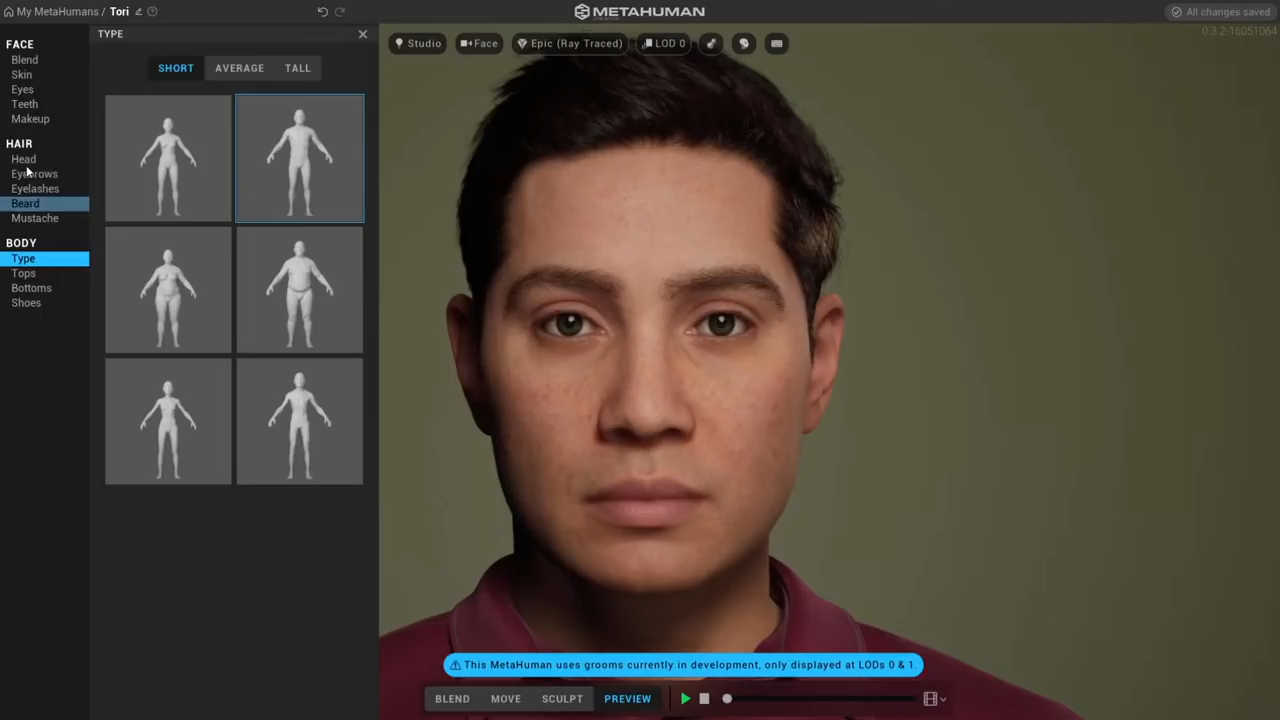 My MetaHumans / Tori
METAHUMAN
All changes saved
0.3.2-16051064
FACE
Blend
Skin
Eyes
Teeth
Makeup
HAIR
Head
Eyebrows
Eyelashes
Beard
Mustache
BODY
Type
Tops
Bottoms
Shoes
TYPE
SHORT AVERAGE TALL
Studio Face Epic (Ray Traced) LOD 0
This MetaHuman uses grooms currently in development, only displayed at LODs 0 & 1.
BLEND MOVE SCULPT PREVIEW